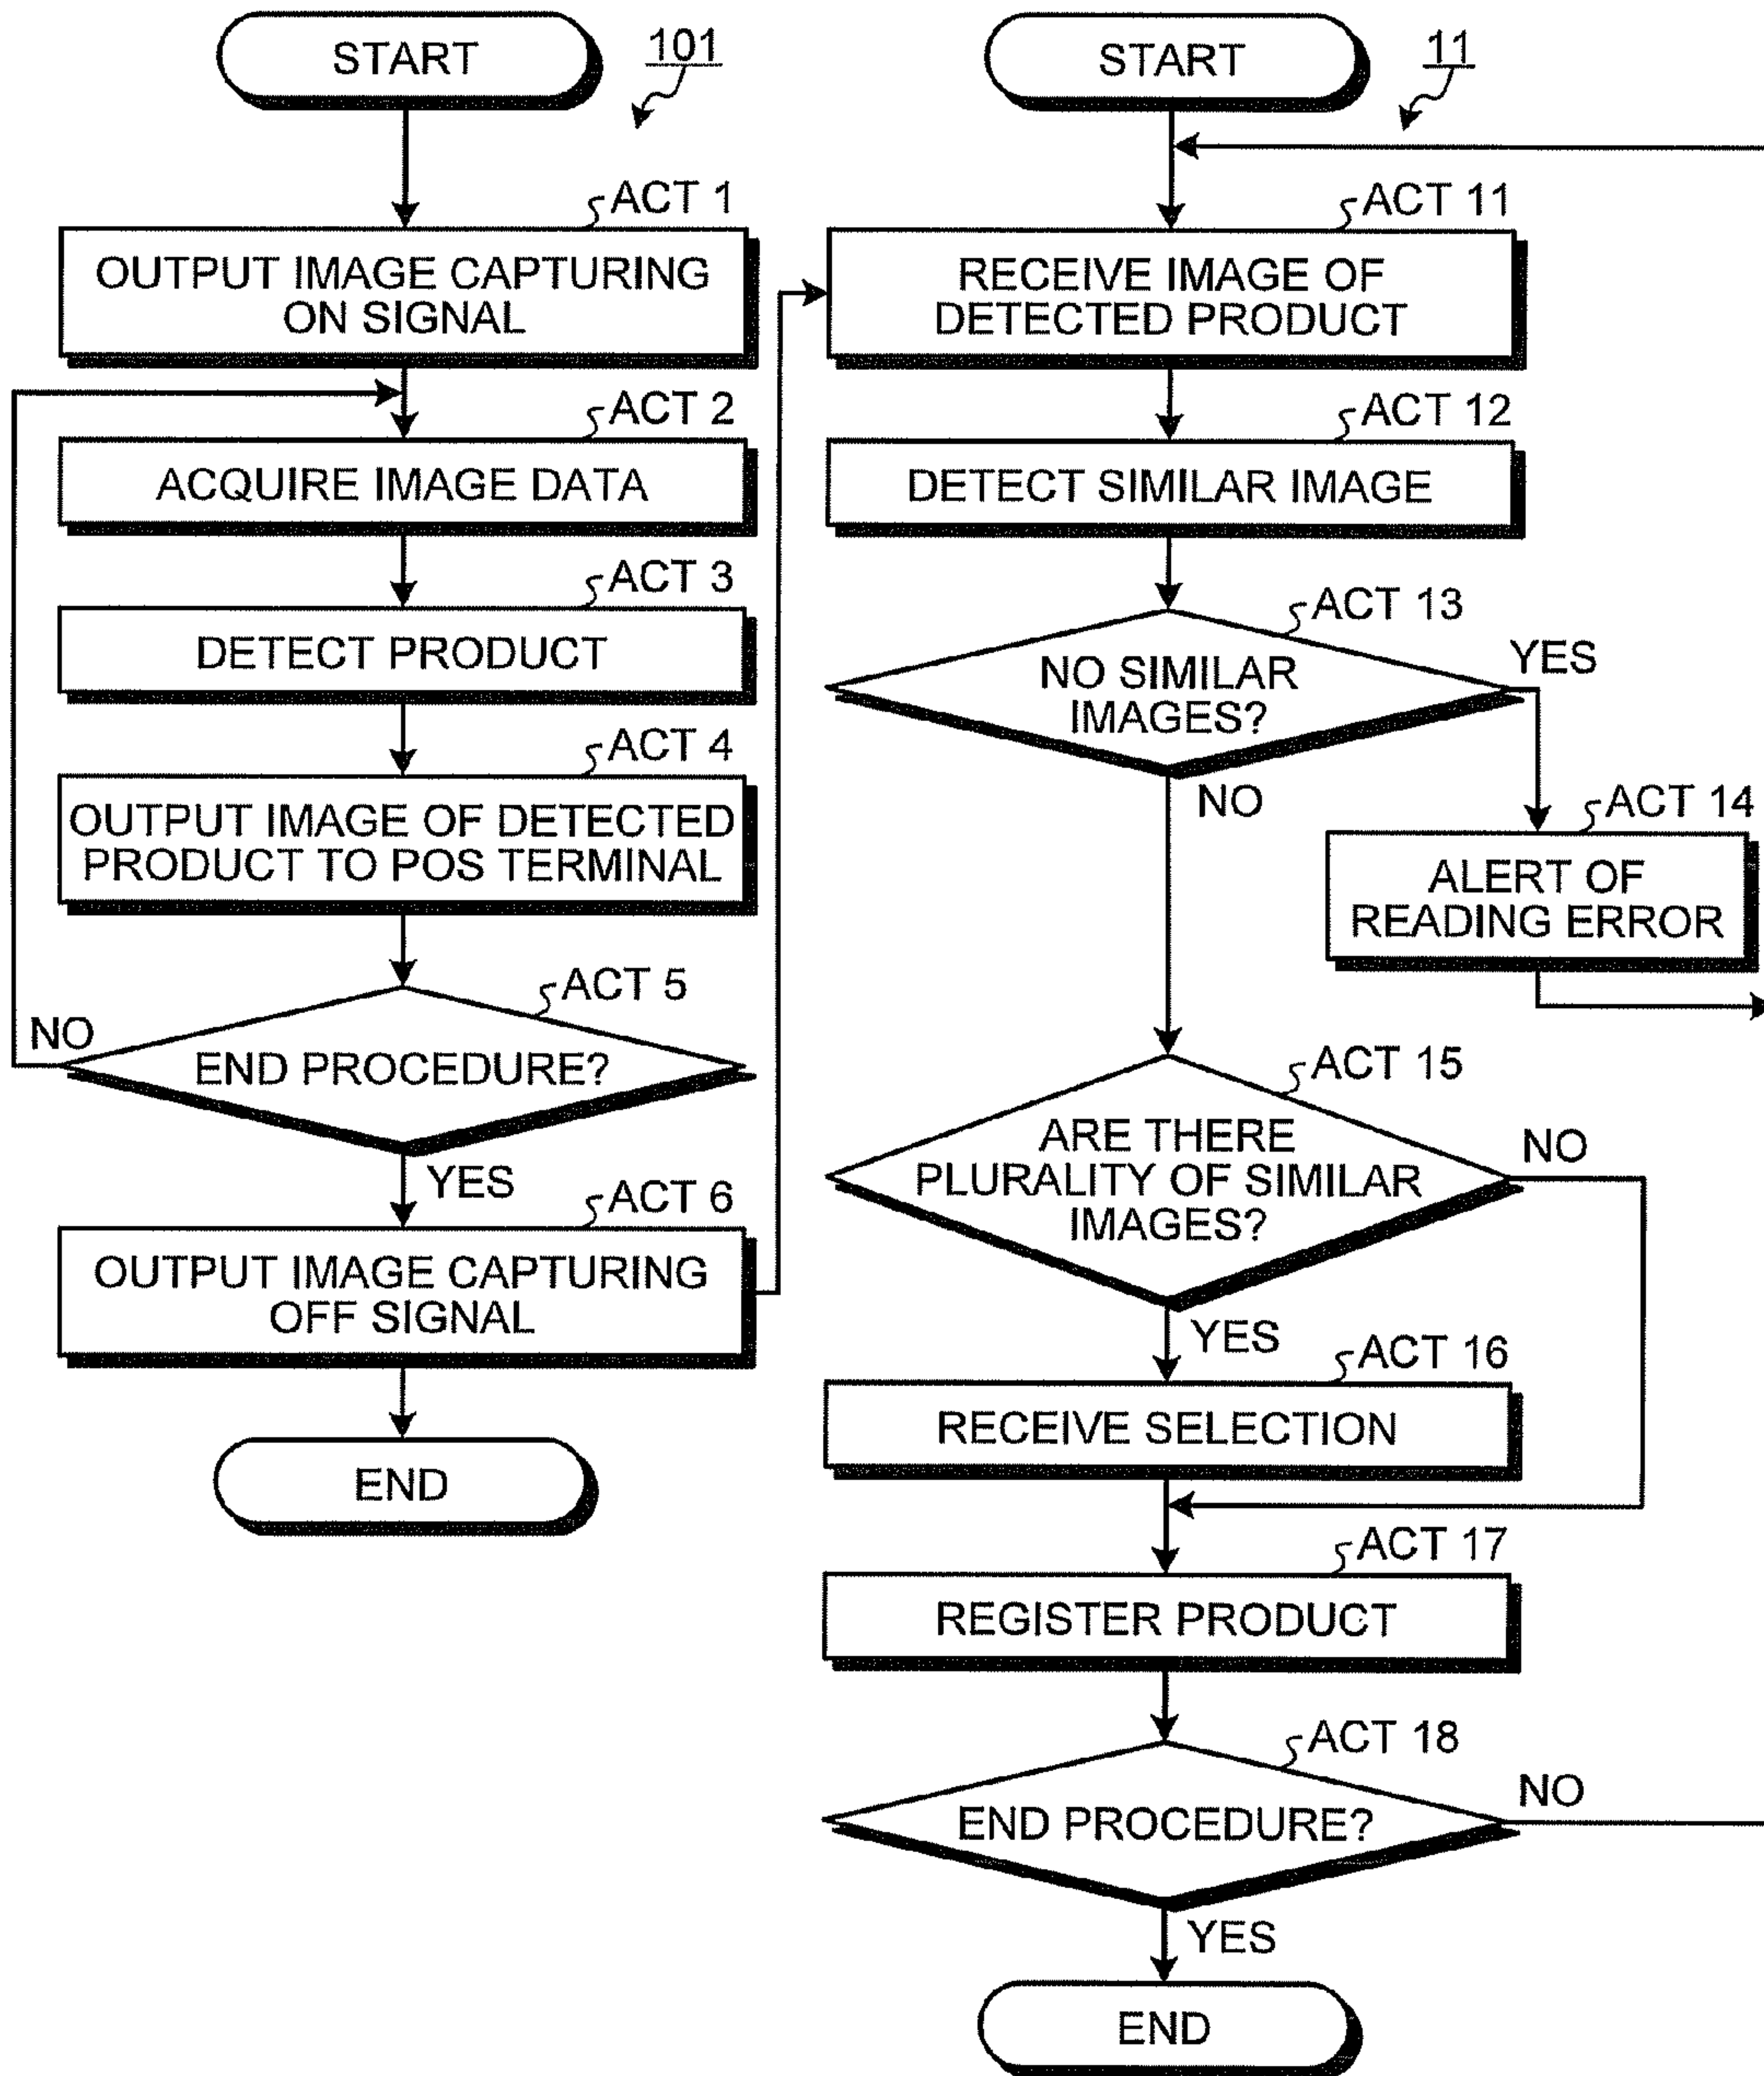 START
101
ACT 1
OUTPUT IMAGE CAPTURING
ON SIGNAL
ACT 2
ACQUIRE IMAGE DATA
ACT 3
DETECT PRODUCT
ACT 4
OUTPUT IMAGE OF DETECTED
PRODUCT TO POS TERMINAL
ACT 5
END PROCEDURE?
NO
YES
ACT 6
OUTPUT IMAGE CAPTURING
OFF SIGNAL
END
START
11
ACT 11
RECEIVE IMAGE OF
DETECTED PRODUCT
ACT 12
DETECT SIMILAR IMAGE
ACT 13
NO SIMILAR
IMAGES?
YES
NO
ACT 14
ALERT OF
READING ERROR
ACT 15
ARE THERE
PLURALITY OF SIMILAR
IMAGES?
NO
YES
ACT 16
RECEIVE SELECTION
ACT 17
REGISTER PRODUCT
ACT 18
END PROCEDURE?
NO
YES
END